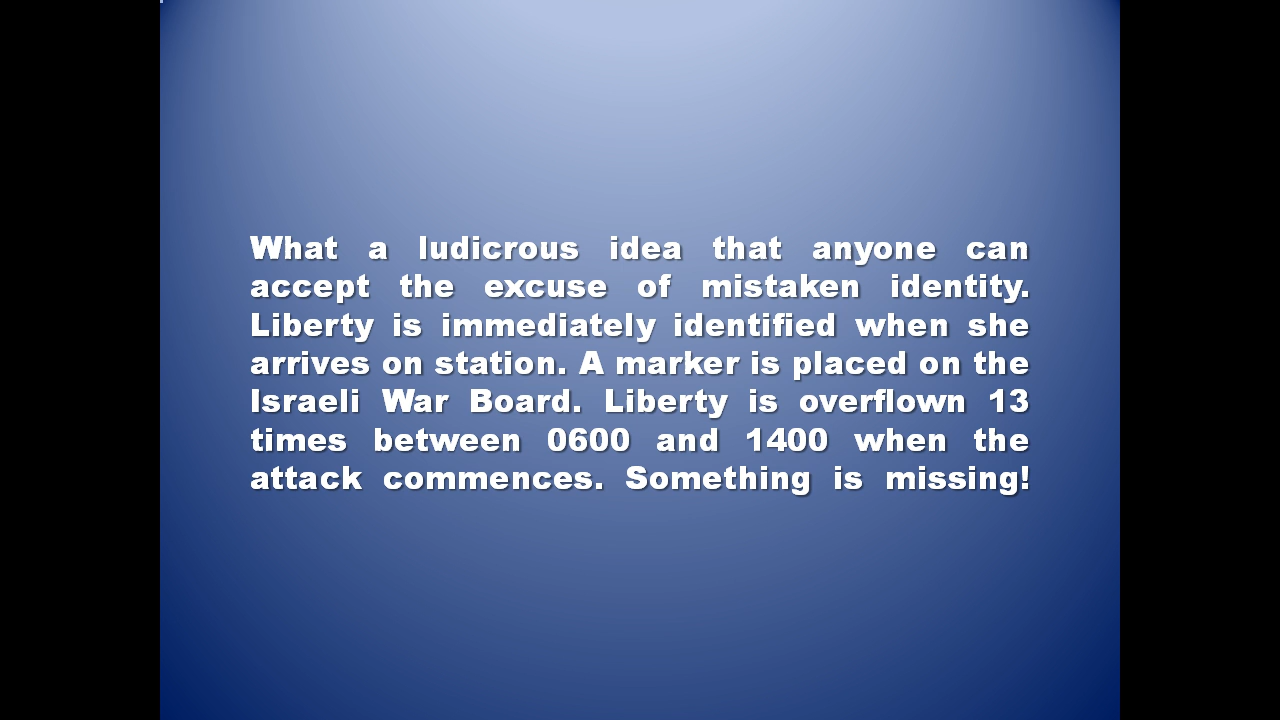 What a ludicrous idea that anyone can
accept the excuse of mistaken identity.
Liberty is immediately identified when she
arrives on station. A marker is placed on the
Israeli War Board. Liberty is overflown 13
times between 0600 and 1400 when the
attack commences. Something is missing!